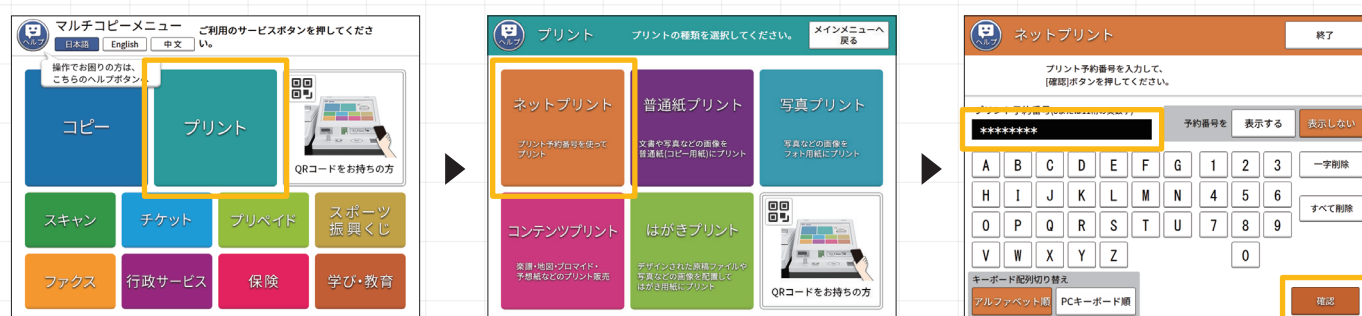 ヘルプ
マルチコピーメニュー
ご利用のサービスボタンを押してくださ
い。
日本語 English 中文
操作でお困りの方は、
こちらのヘルプボタンへ
コピー
プリント
QRコードをお持ちの方
スキャン
チケット
プリペイド
スポーツ
振興くじ
ファクス
行政サービス
保険
学び・教育
ヘルプ
プリント
プリントの種類を選択してください。
メインメニューへ
戻る
ネットプリント
プリント予約番号を使って
プリント
普通紙プリント
文書や写真などの画像を
普通紙(コピー用紙)にプリント
写真プリント
写真などの画像を
フォト用紙にプリント
コンテンツプリント
楽譜・地図・ブロマイド・
予想紙などのプリント販売
はがきプリント
デザインされた原稿ファイルや
写真などの画像を配置して
はがき用紙にプリント
QRコードをお持ちの方
ヘルプ
ネットプリント
終了
プリント予約番号を入力して、
[確認]ボタンを押してください。
********
予約番号を 表示する 表示しない
A B C D E F G 1 2 3 一字削除
H I J K L M N 4 5 6
すべて削除
O P Q R S T U 7 8 9
V W X Y Z 0
キーボード配列切り替え
アルファベット順 PCキーボード順
確認